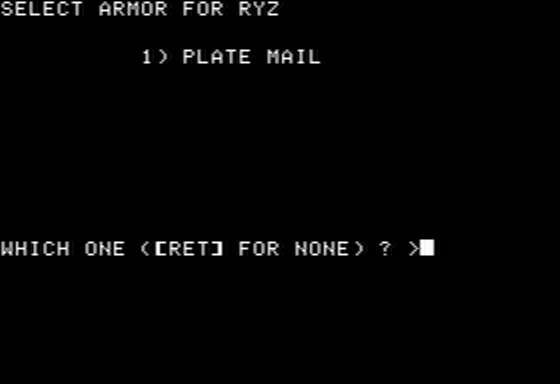 SELECT ARMOR FOR RYZ
1) PLATE MAIL
WHICH ONE ([RET] FOR NONE) ? >